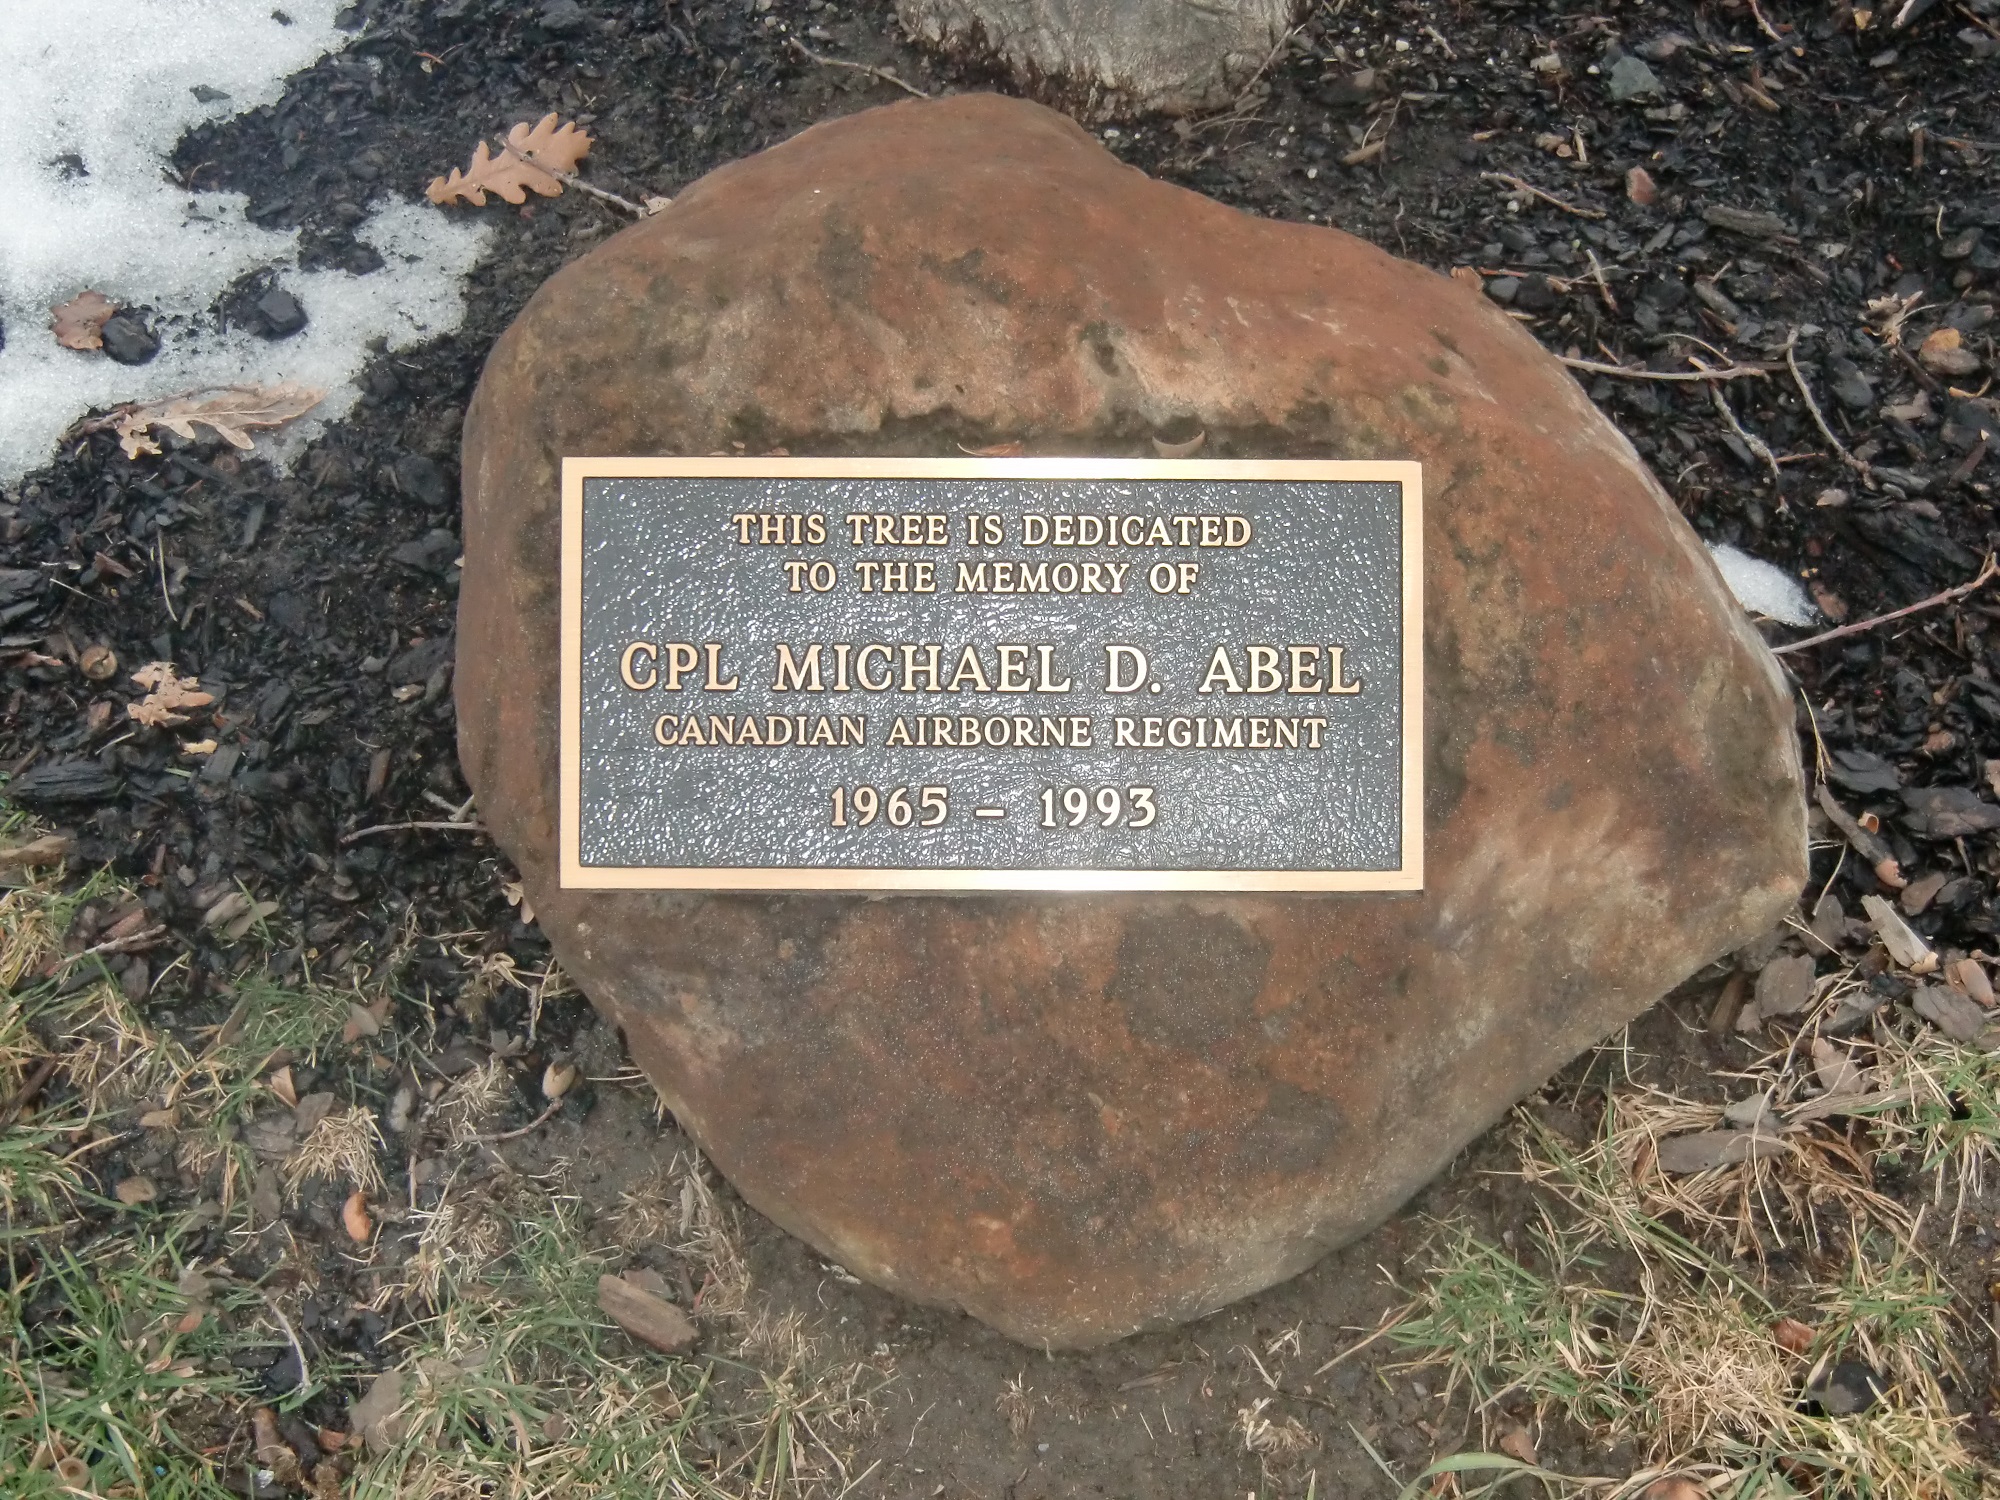 THIS TREE IS DEDICATED
TO THE MEMORY OF
CPL MICHAEL D. ABEL
CANADIAN AIRBORNE REGIMENT
1965 – 1993